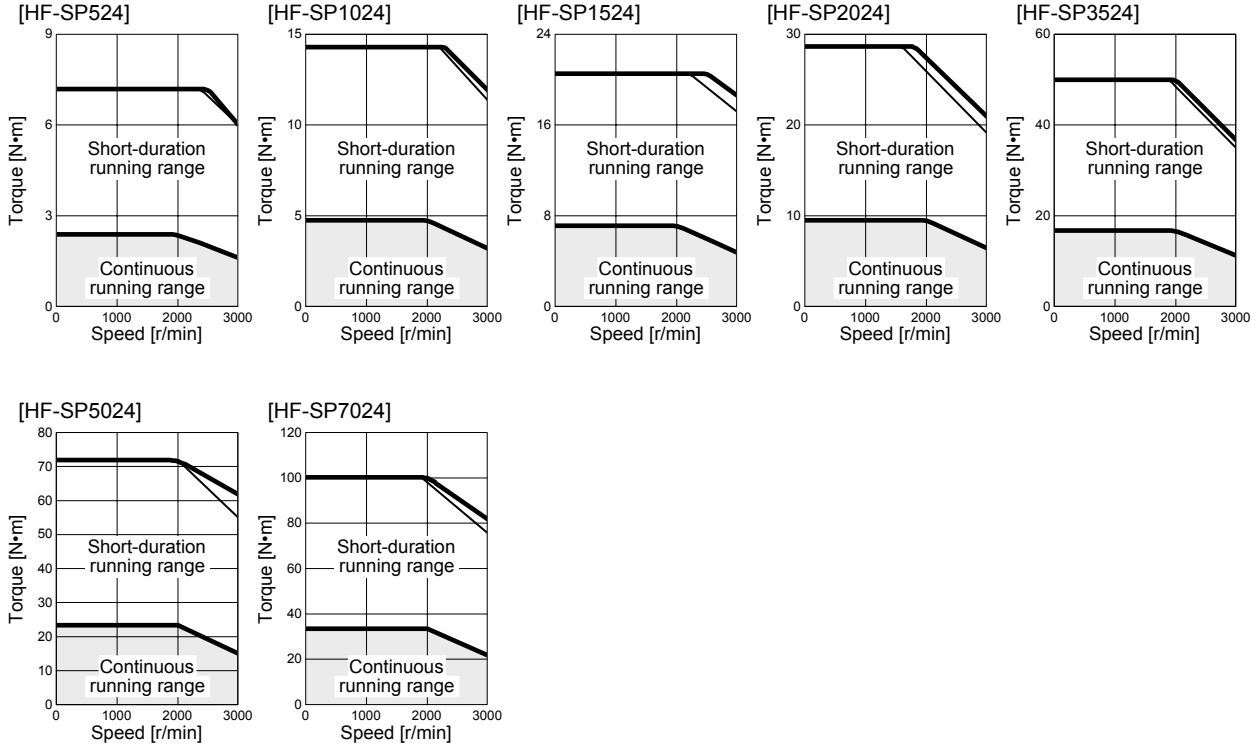 [HF-SP524]
9
6
3
0
Torque [N•m]
Short-duration
running range
Continuous
running range
0 1000 2000 3000
Speed [r/min]
[HF-SP1024]
15
10
5
0
Torque [N•m]
Short-duration
running range
Continuous
running range
0 1000 2000 3000
Speed [r/min]
[HF-SP1524]
24
16
8
0
Torque [N•m]
Short-duration
running range
Continuous
running range
0 1000 2000 3000
Speed [r/min]
[HF-SP2024]
30
20
10
0
Torque [N•m]
Short-duration
running range
Continuous
running range
0 1000 2000 3000
Speed [r/min]
[HF-SP3524]
60
40
20
0
Torque [N•m]
Short-duration
running range
Continuous
running range
0 1000 2000 3000
Speed [r/min]
[HF-SP5024]
80
70
60
50
40
30
20
10
0
Torque [N•m]
Short-duration
running range
Continuous
running range
0 1000 2000 3000
Speed [r/min]
[HF-SP7024]
120
100
80
60
40
20
0
Torque [N•m]
Short-duration
running range
Continuous
running range
0 1000 2000 3000
Speed [r/min]